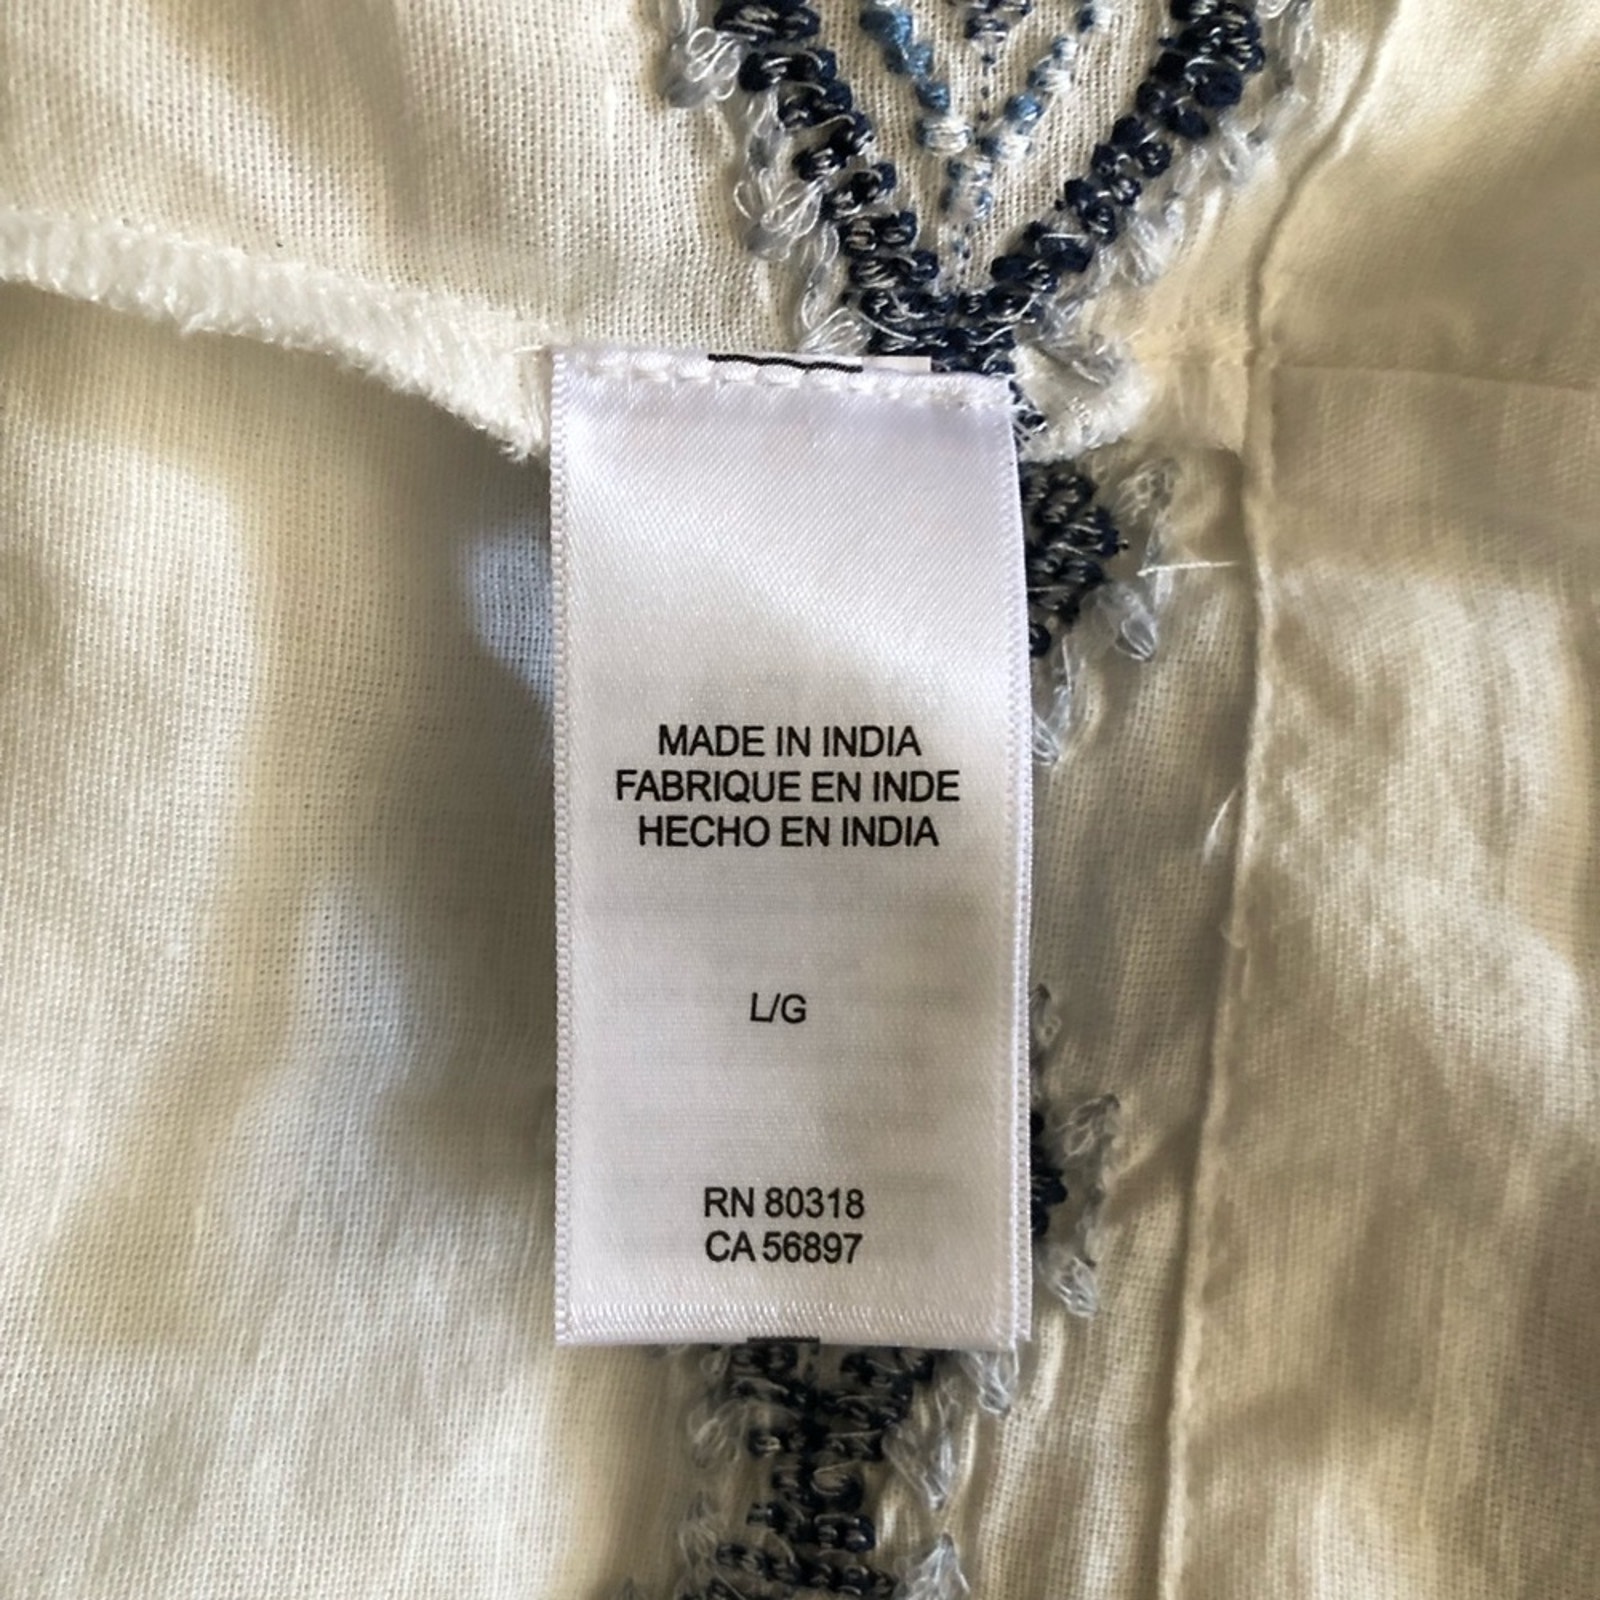 MADE IN INDIA
FABRIQUE EN INDE
HECHO EN INDIA
L/G
RN 80318
CA 56897